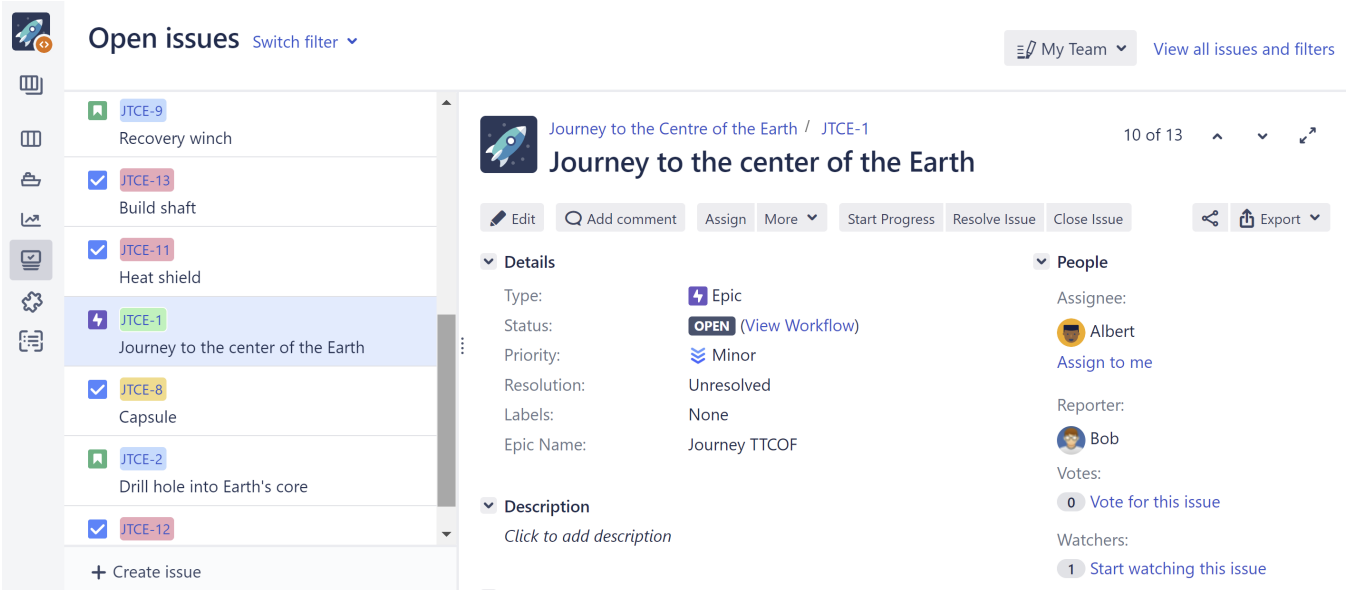 Open issues Switch filter
My Team View all issues and filters
JTCE-9
Recovery winch
JTCE-13
Build shaft
JTCE-11
Heat shield
JTCE-1
Journey to the center of the Earth
JTCE-8
Capsule
JTCE-2
Drill hole into Earth's core
JTCE-12
+ Create issue
Journey to the Centre of the Earth / JTCE-1
10 of 13
Journey to the center of the Earth
Edit Add comment Assign More Start Progress Resolve Issue Close Issue Export
Details
Type: Epic
Status: OPEN (View Workflow)
Priority: Minor
Resolution: Unresolved
Labels: None
Epic Name: Journey TTCOF
Description
Click to add description
People
Assignee:
Albert
Assign to me
Reporter:
Bob
Votes:
0 Vote for this issue
Watchers:
1 Start watching this issue